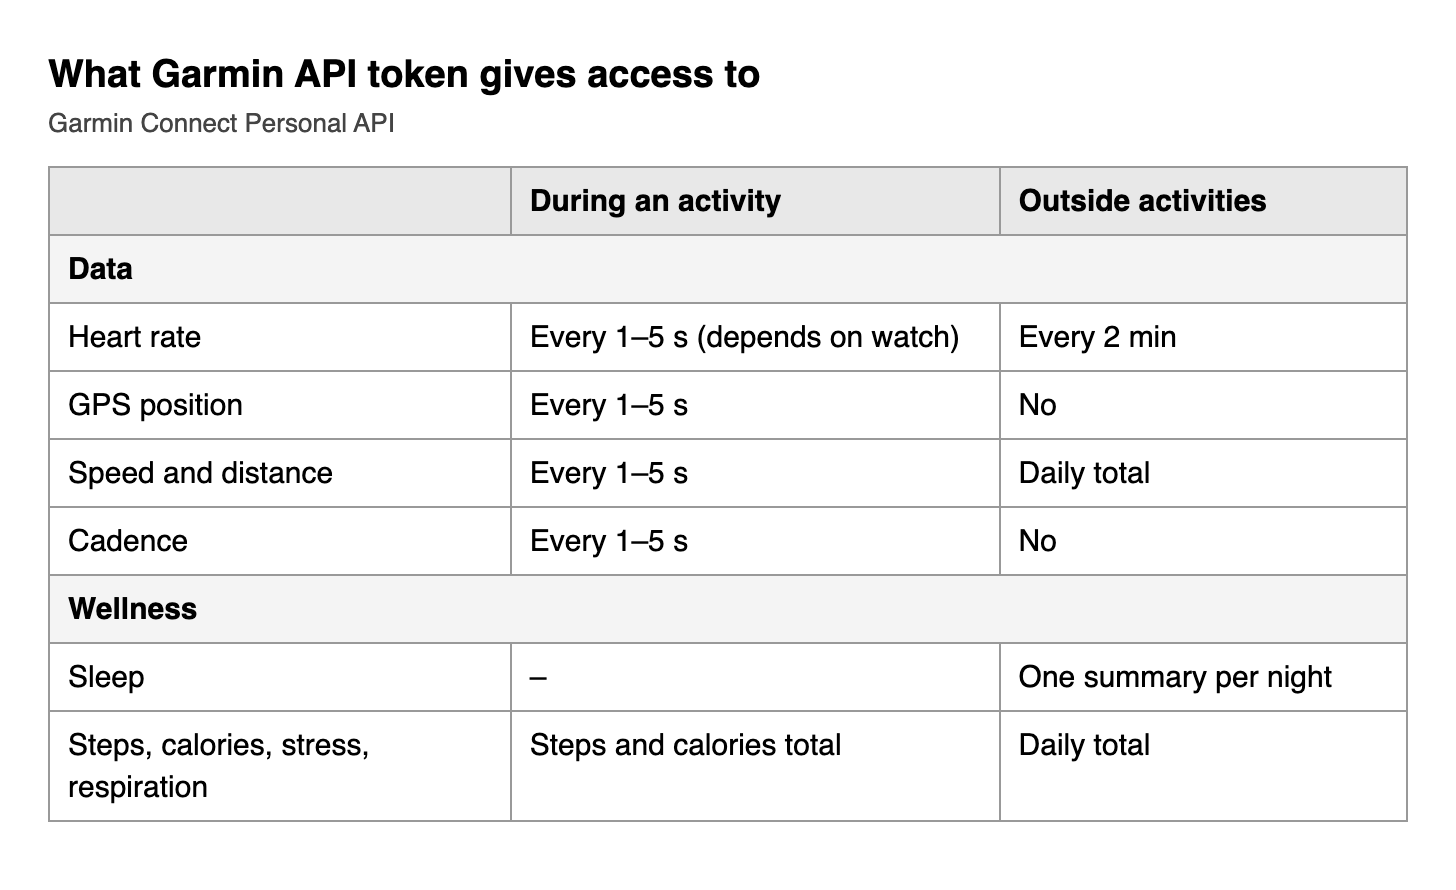 What Garmin API token gives access to
Garmin Connect Personal API
During an activity Outside activities
Data
Heart rate Every 1–5 s (depends on watch) Every 2 min
GPS position Every 1–5 s No
Speed and distance Every 1–5 s Daily total
Cadence Every 1–5 s No
Wellness
Sleep – One summary per night
Steps, calories, stress, Steps and calories total Daily total
respiration